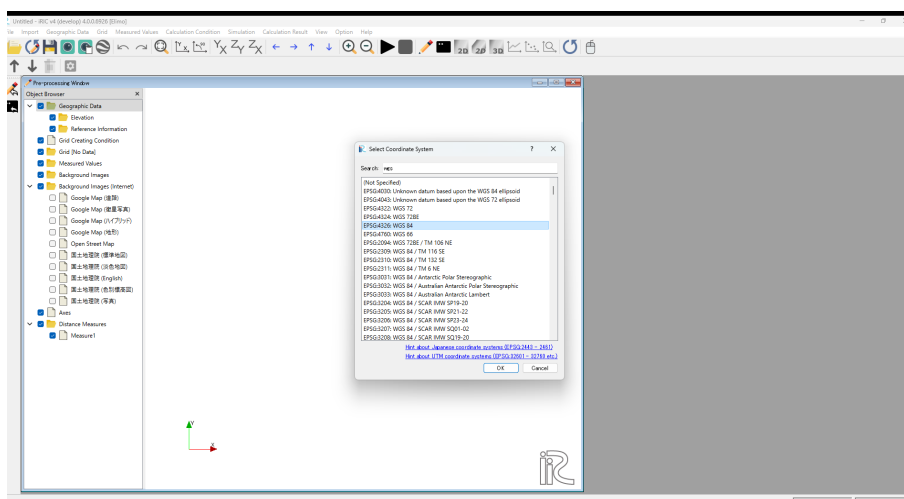 Untitled - iRIC v4 (develop) 4.0.0.6926 [Elmo]
Import Geographic Data Grid Measured Values Calculation Condition Simulation Calculation Result View Option Help
Pre-processing Window
Object Browser
Geographic Data
Elevation
Reference Information
Grid Creating Condition
Grid [No Data]
Measured Values
Background Images
Background Images (Internet)
Google Map (道路)
Google Map (衛星写真)
Google Map (ハイブリッド)
Google Map (地形)
Open Street Map
国土地理院 (標準地図)
国土地理院 (淡色地図)
国土地理院 (English)
国土地理院 (色別標高図)
国土地理院 (写真)
Axes
Distance Measures
Measure1
Select Coordinate System
Search: WGS
(Not Specified)
EPSG:4030: Unknown datum based upon the WGS 84 ellipsoid
EPSG:4043: Unknown datum based upon the WGS 72 ellipsoid
EPSG:4322: WGS 72
EPSG:4324: WGS 72BE
EPSG:4326: WGS 84
EPSG:4760: WGS 66
EPSG:2094: WGS 72BE / TM 106 NE
EPSG:2309: WGS 84 / TM 116 SE
EPSG:2310: WGS 84 / TM 132 SE
EPSG:2311: WGS 84 / TM 6 NE
EPSG:3031: WGS 84 / Antarctic Polar Stereographic
EPSG:3032: WGS 84 / Australian Antarctic Polar Stereographic
EPSG:3033: WGS 84 / Australian Antarctic Lambert
EPSG:3204: WGS 84 / SCAR IMW SP19-20
EPSG:3205: WGS 84 / SCAR IMW SP21-22
EPSG:3206: WGS 84 / SCAR IMW SP23-24
EPSG:3207: WGS 84 / SCAR IMW SQ01-02
EPSG:3208: WGS 84 / SCAR IMW SQ19-20
Hint about Japanese coordinate systems (EPSG:2443 - 2461)
Hint about UTM coordinate systems (EPSG:32601 - 32760 etc.)
OK Cancel
Y
X
iRIC